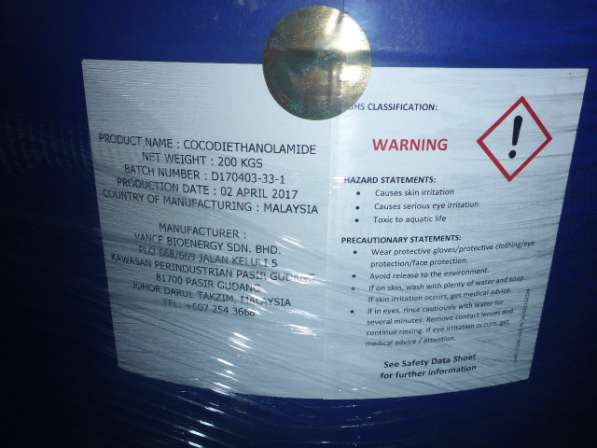 PRODUCT NAME : COCODIETHANOLAMIDE
NET WEIGHT : 200 KGS
BATCH NUMBER : D170403-33-1
PRODUCTION DATE : 02 APRIL 2017
COUNTRY OF MANUFACTURING : MALAYSIA
MANUFACTURER :
VANCE BIOENERGY SDN. BHD.
PLO 668/669 JALAN KELULI 5
KAWASAN PERINDUSTRIAN PASIR GUDANG
81700 PASIR GUDANG
JOHOR DARUL TAKZIM, MALAYSIA
TEL: +607 254 3666
GHS CLASSIFICATION:
WARNING
HAZARD STATEMENTS:
• Causes skin irritation
• Causes serious eye irritation
• Toxic to aquatic life
PRECAUTIONARY STATEMENTS:
• Wear protective gloves/protective clothing/eye
protection/face protection.
• Avoid release to the environment.
• If on skin, wash with plenty of water and soap.
If skin irritation occurs, get medical advice.
• If in eyes, rinse cautiously with water for
several minutes. Remove contact lenses and
continue rinsing. If eye irritation occurs, get
medical advice / attention.
See Safety Data Sheet
for further information